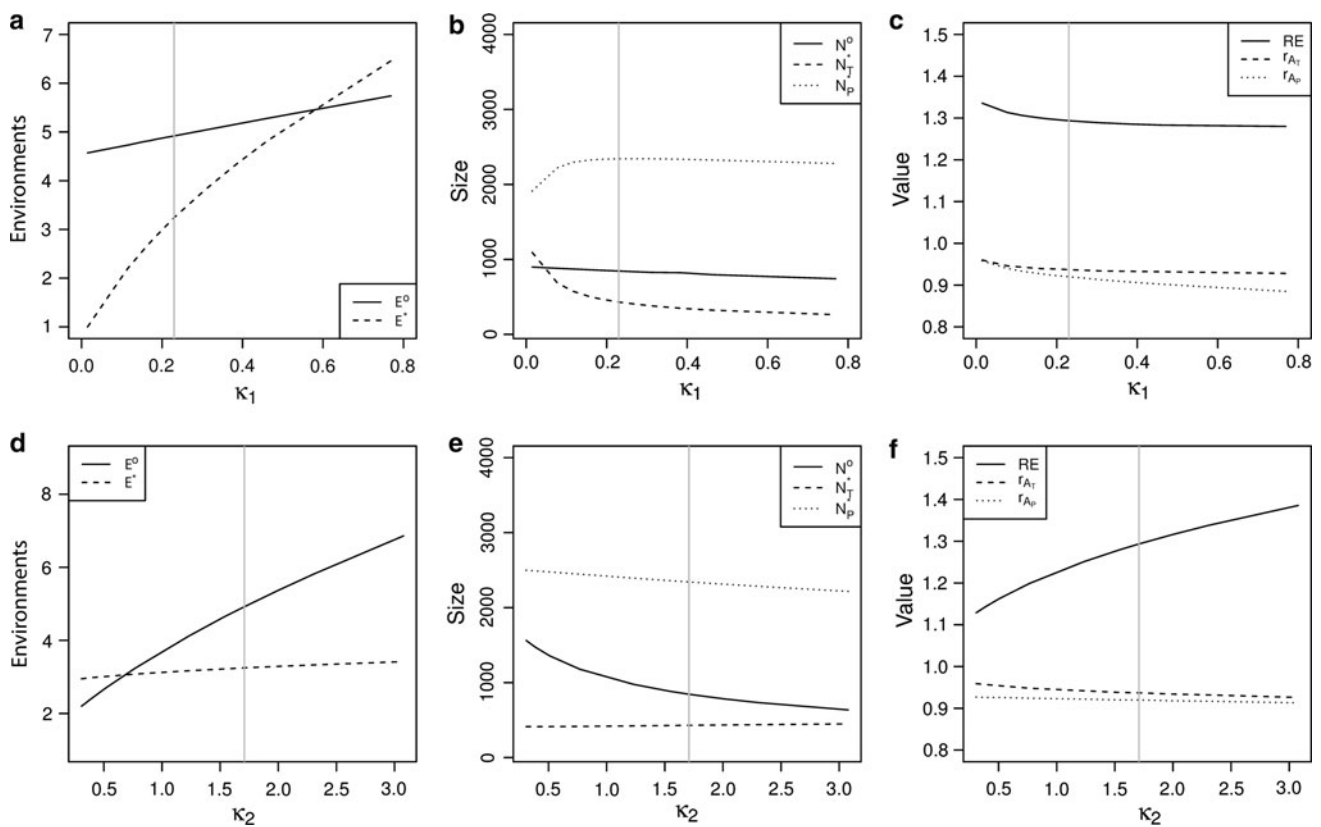 a
7
6
5
4
3
2
1
Environments
E⁰
E*
0.0 0.2 0.4 0.6 0.8
κ₁
b
4000
3000
2000
1000
0
Size
N⁰
N*T
NP
0.0 0.2 0.4 0.6 0.8
κ₁
c
1.5
1.4
1.3
1.2
1.1
1.0
0.9
0.8
Value
RE
rAT
rAP
0.0 0.2 0.4 0.6 0.8
κ₁
d
8
6
4
2
Environments
E⁰
E*
0.5 1.0 1.5 2.0 2.5 3.0
κ₂
e
4000
3000
2000
1000
0
Size
N⁰
N*T
NP
0.5 1.0 1.5 2.0 2.5 3.0
κ₂
f
1.5
1.4
1.3
1.2
1.1
1.0
0.9
0.8
Value
RE
rAT
rAP
0.5 1.0 1.5 2.0 2.5 3.0
κ₂